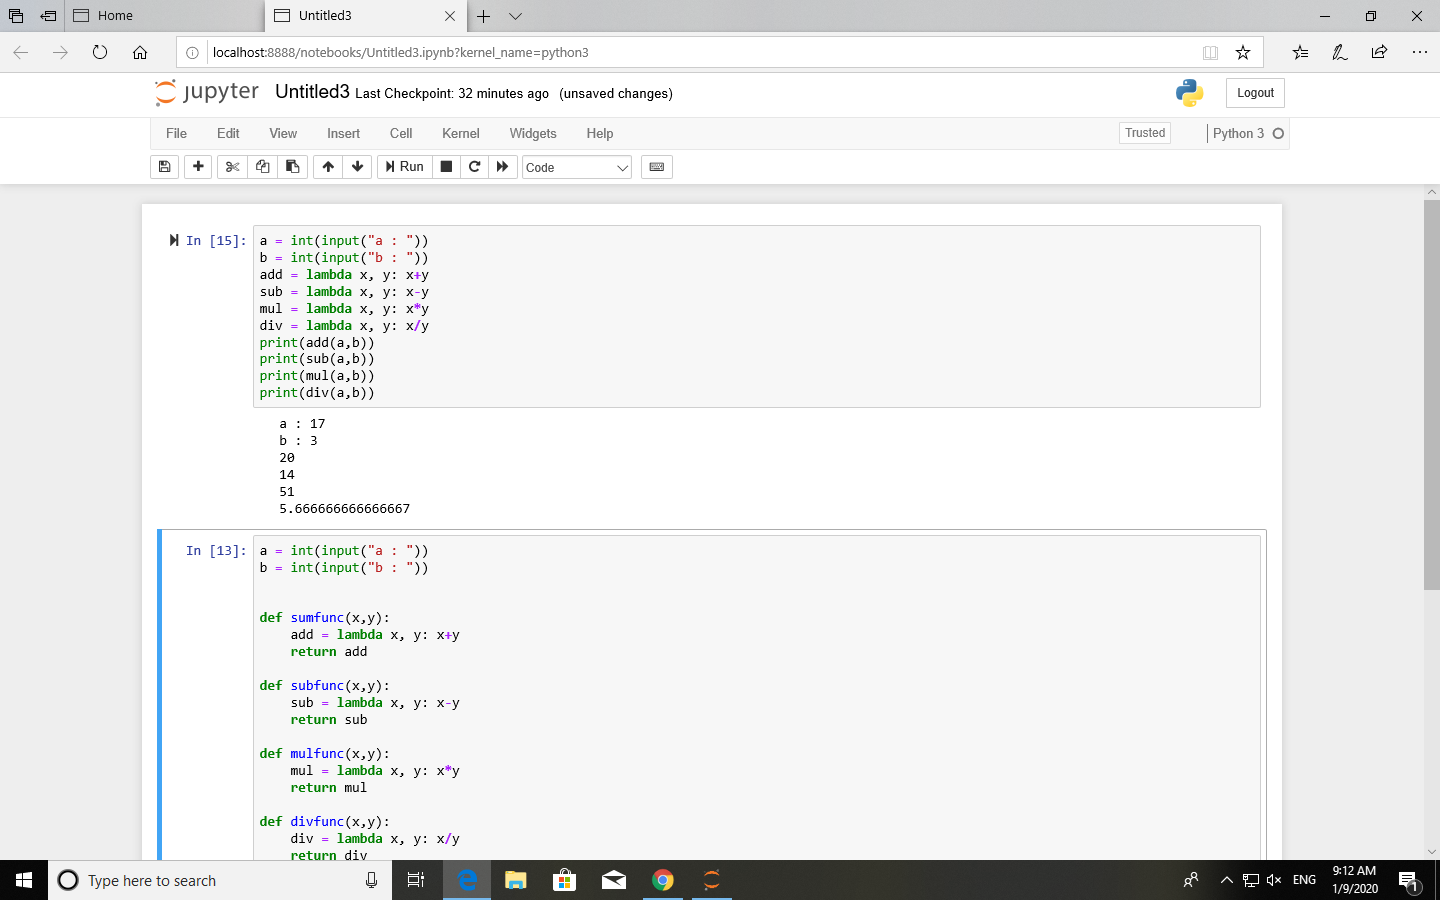 Home
Untitled3
localhost:8888/notebooks/Untitled3.ipynb?kernel_name=python3
jupyter Untitled3 Last Checkpoint: 32 minutes ago (unsaved changes)
Logout
File Edit View Insert Cell Kernel Widgets Help
Trusted
Python 3
Run
Code
In [15]:
a = int(input("a : "))
b = int(input("b : "))
add = lambda x, y: x+y
sub = lambda x, y: x-y
mul = lambda x, y: x*y
div = lambda x, y: x/y
print(add(a,b))
print(sub(a,b))
print(mul(a,b))
print(div(a,b))
a : 17
b : 3
20
14
51
5.666666666666667
In [13]:
a = int(input("a : "))
b = int(input("b : "))
def sumfunc(x,y):
    add = lambda x, y: x+y
    return add
def subfunc(x,y):
    sub = lambda x, y: x-y
    return sub
def mulfunc(x,y):
    mul = lambda x, y: x*y
    return mul
def divfunc(x,y):
    div = lambda x, y: x/y
    return div
Type here to search
ENG
9:12 AM
1/9/2020
1